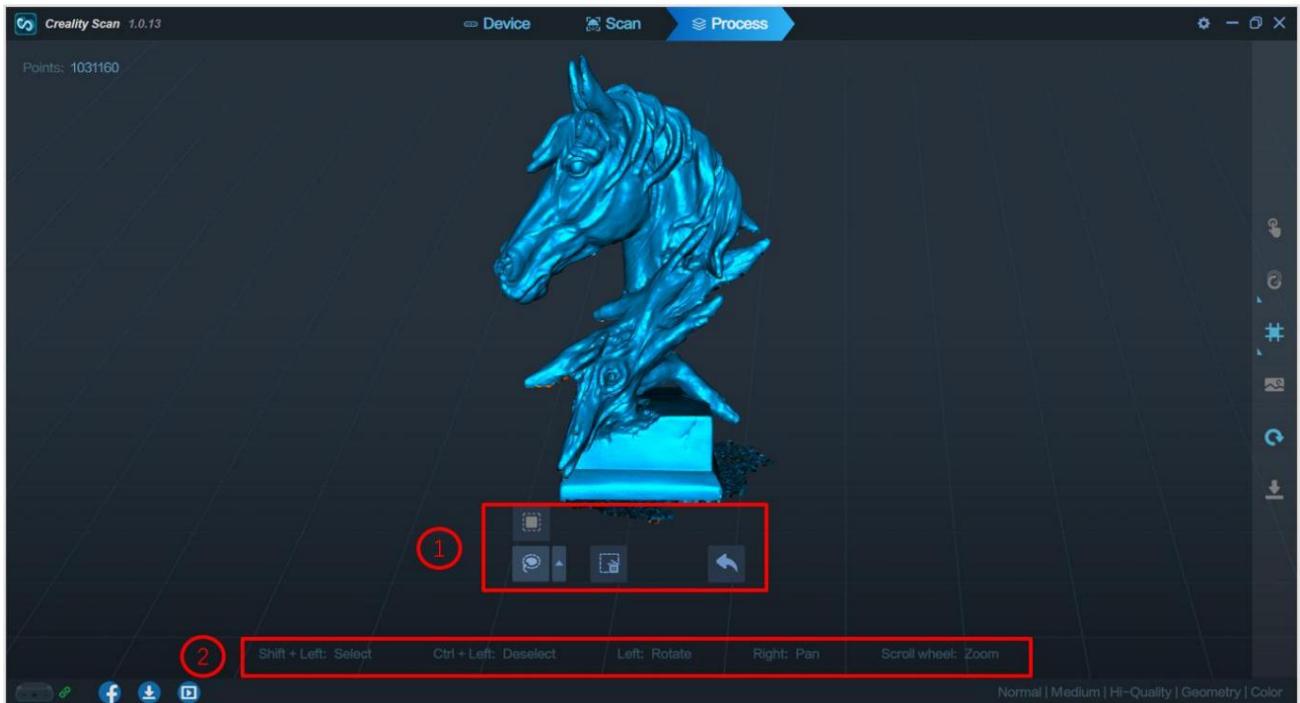 Creality Scan 1.0.13
Device
Scan
Process
Points: 1031160
1
2
Shift + Left: Select
Ctrl + Left: Deselect
Left: Rotate
Right: Pan
Scroll wheel: Zoom
Normal | Medium | Hi-Quality | Geometry | Color